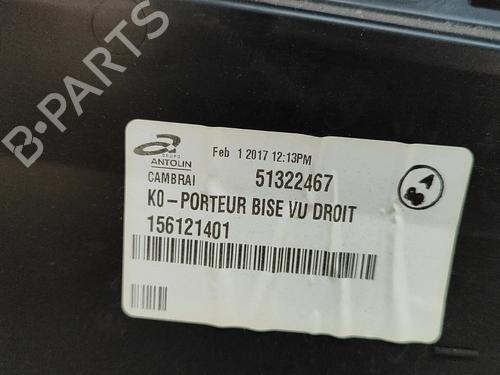 B-PARTS
GRUPO
ANTOLIN
Feb 1 2017 12:13PM
CAMBRAI 51322467
K0-PORTEUR BISE VU DROIT
156121401